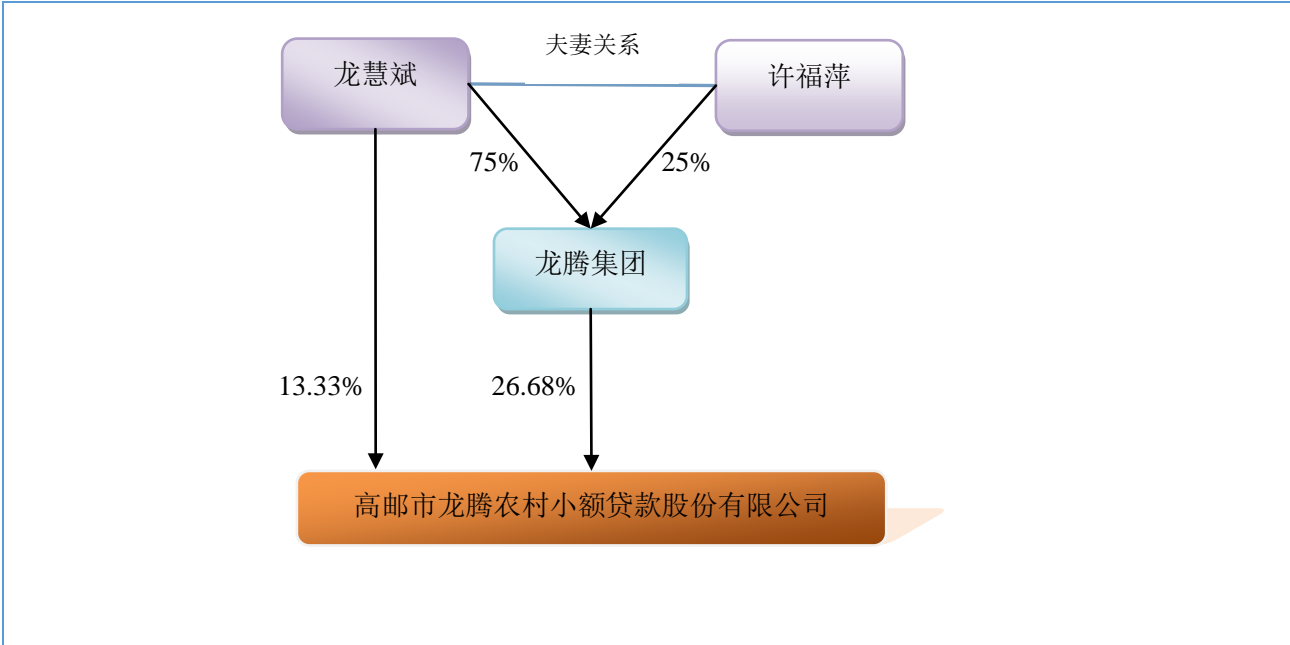 夫妻关系
龙慧斌
许福萍
75%
25%
龙腾集团
13.33%
26.68%
高邮市龙腾农村小额贷款股份有限公司